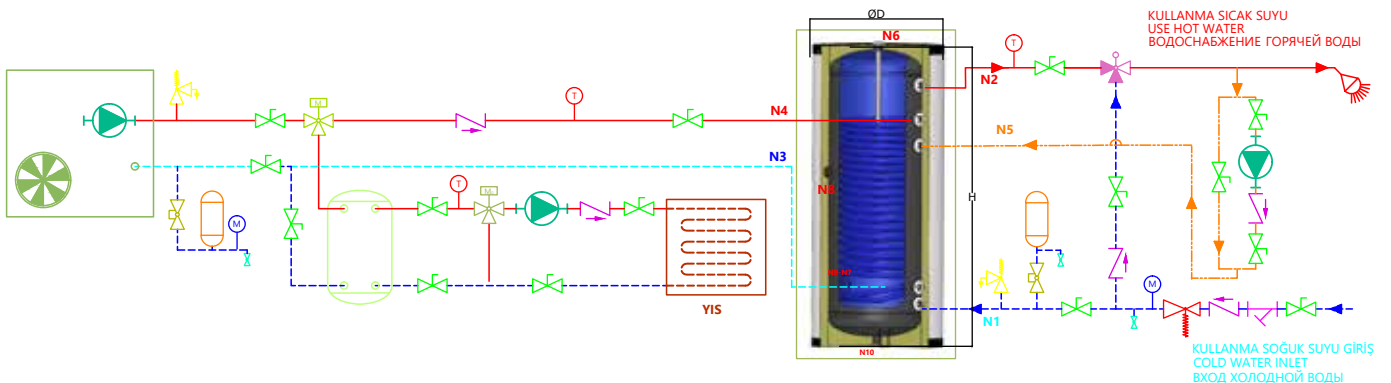 ØD
KULLANMA SICAK SUYU
USE HOT WATER
ВОДОСНАБЖЕНИЕ ГОРЯЧЕЙ ВОДЫ
N6
T
N2
M
T
N4
N5
N3
T
M
N8
H
M
M
YIS
N1
N10
KULLANMA SOĞUK SUYU GİRİŞ
COLD WATER INLET
ВХОД ХОЛОДНОЙ ВОДЫ